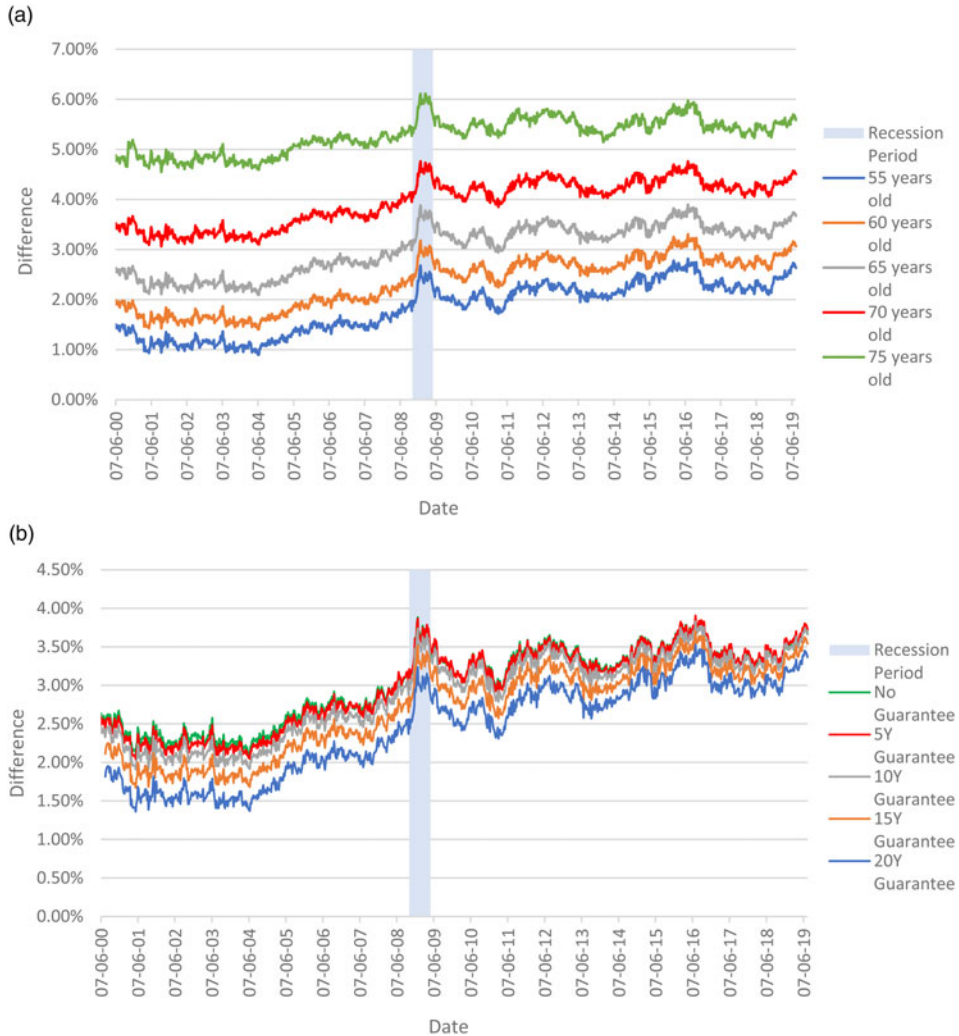 (a)
7.00%
6.00%
5.00%
4.00%
3.00%
2.00%
1.00%
0.00%
Difference
07-06-00
07-06-01
07-06-02
07-06-03
07-06-04
07-06-05
07-06-06
07-06-07
07-06-08
07-06-09
07-06-10
07-06-11
07-06-12
07-06-13
07-06-14
07-06-15
07-06-16
07-06-17
07-06-18
07-06-19
Date
Recession
Period
55 years
old
60 years
old
65 years
old
70 years
old
75 years
old
(b)
4.50%
4.00%
3.50%
3.00%
2.50%
2.00%
1.50%
1.00%
0.50%
0.00%
Difference
07-06-00
07-06-01
07-06-02
07-06-03
07-06-04
07-06-05
07-06-06
07-06-07
07-06-08
07-06-09
07-06-10
07-06-11
07-06-12
07-06-13
07-06-14
07-06-15
07-06-16
07-06-17
07-06-18
07-06-19
Date
Recession
Period
No
Guarantee
5Y
Guarantee
10Y
Guarantee
15Y
Guarantee
20Y
Guarantee